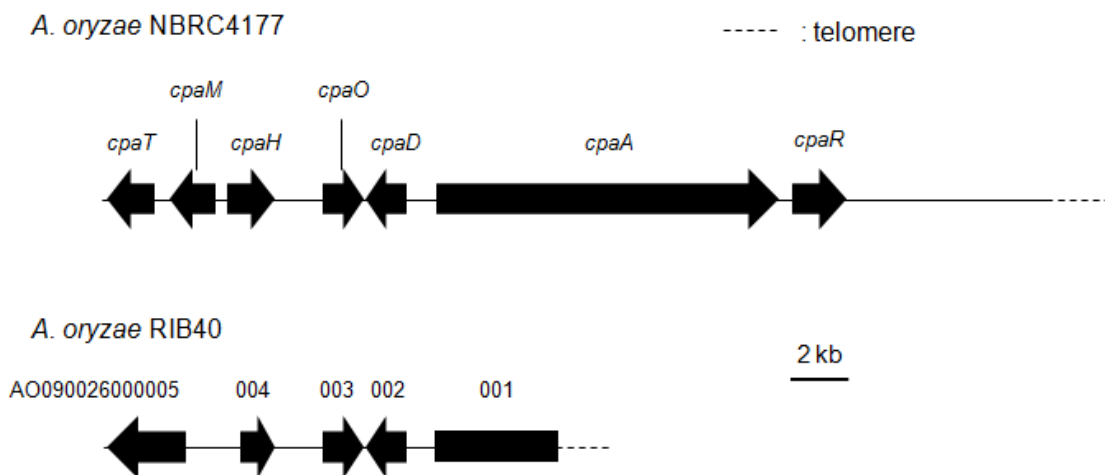 A. oryzae NBRC4177
----- : telomere
cpaM
cpaO
cpaT
cpaH
cpaD
cpaA
cpaR
A. oryzae RIB40
2 kb
AO090026000005 004 003 002 001